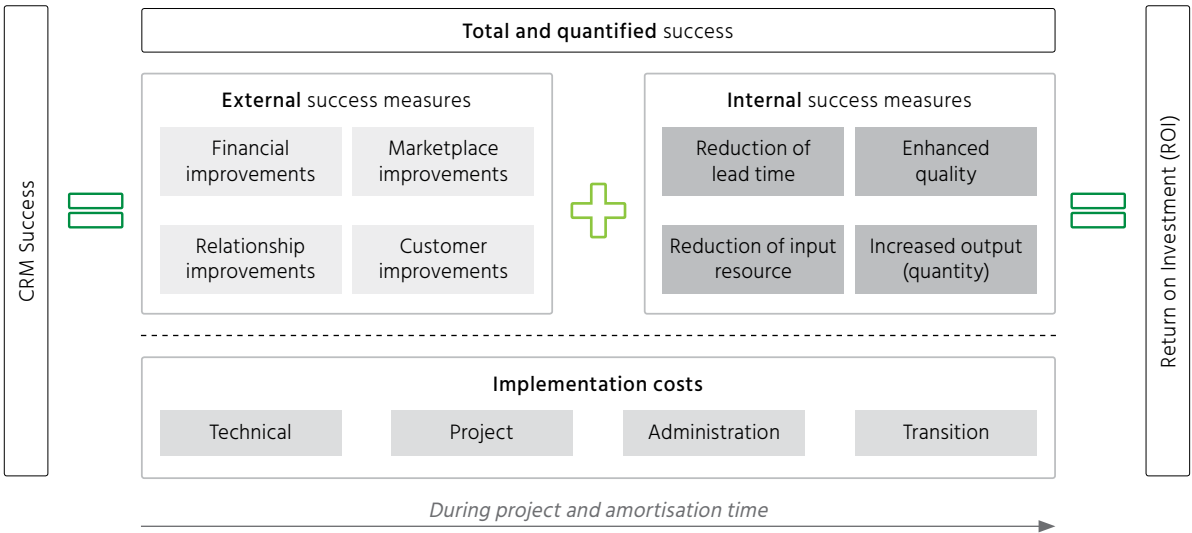 CRM Success
Total and quantified success
External success measures
Financial
improvements
Marketplace
improvements
Relationship
improvements
Customer
improvements
Internal success measures
Reduction of
lead time
Enhanced
quality
Reduction of input
resource
Increased output
(quantity)
Implementation costs
Technical
Project
Administration
Transition
During project and amortisation time
Return on Investment (ROI)